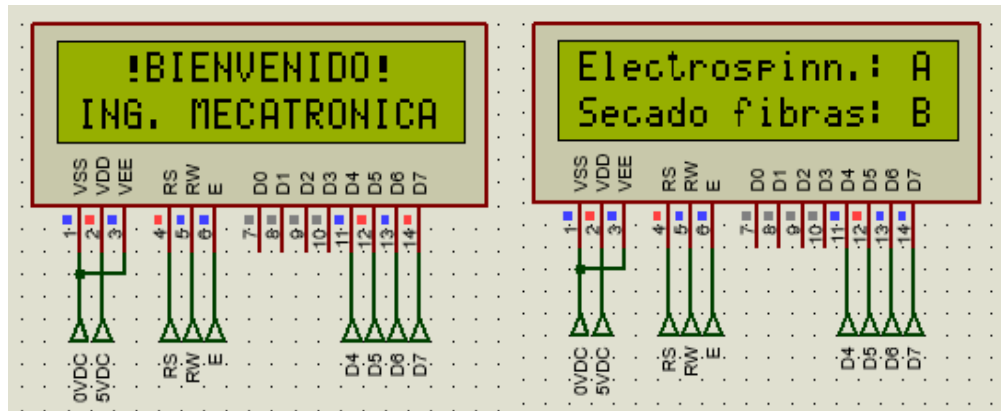 !BIENVENIDO!
ING. MECATRONICA
VSS VDD VEE RS RW E D0 D1 D2 D3 D4 D5 D6 D7
1 2 3 4 5 6 7 8 9 10 11 12 13 14
0VDC 5VDC RS RW E D4 D5 D6 D7
Electrospinn.: A
Secado fibras: B
VSS VDD VEE RS RW E D0 D1 D2 D3 D4 D5 D6 D7
1 2 3 4 5 6 7 8 9 10 11 12 13 14
0VDC 5VDC RS RW E D4 D5 D6 D7